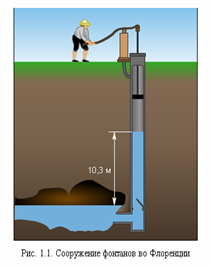 10,3 м
Рис. 1.1. Сооружение фонтанов во Флоренции